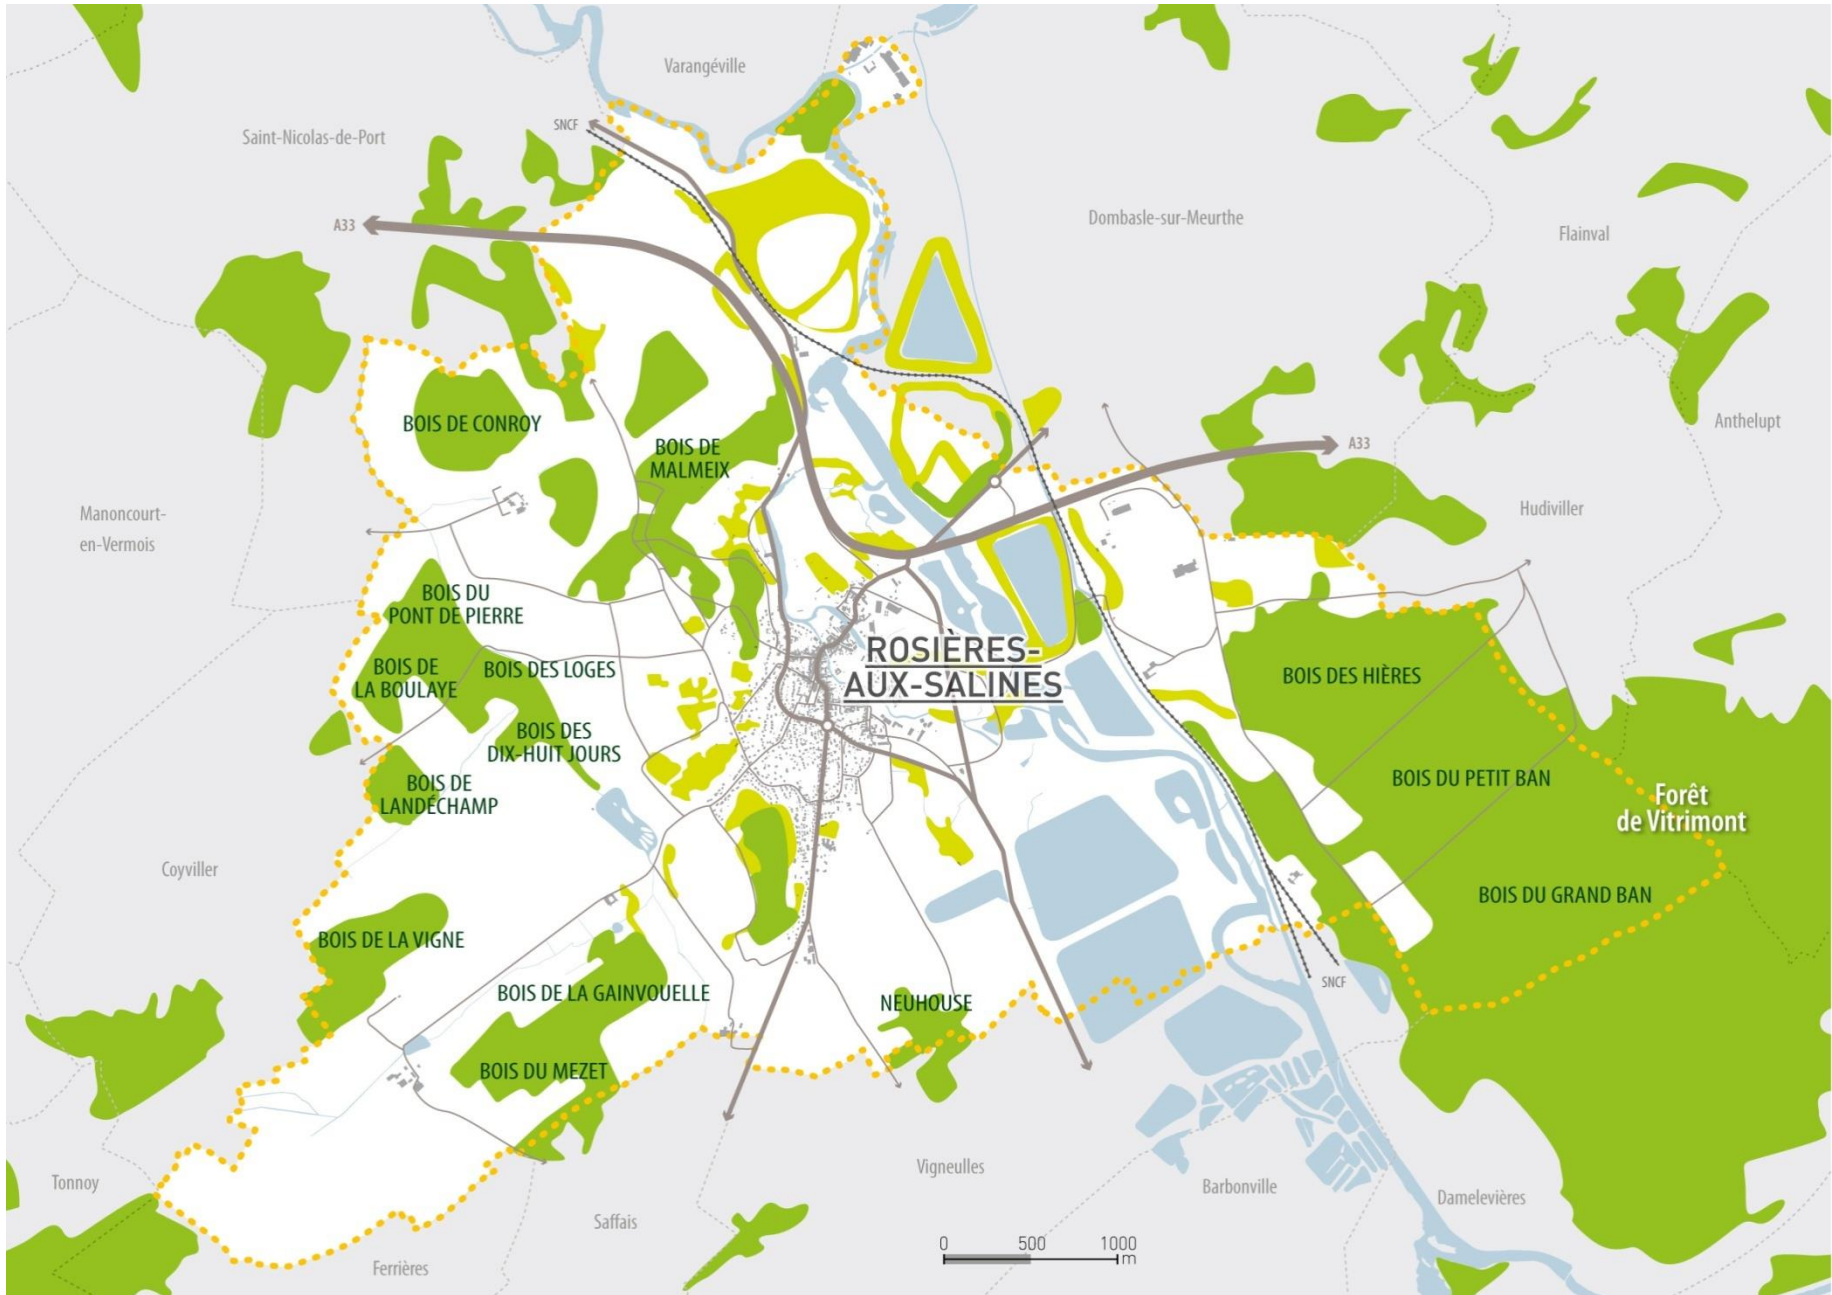 Varangéville
SNCF
Saint-Nicolas-de-Port
A33
Dombasle-sur-Meurthe
Flainval
BOIS DE CONROY
BOIS DE
MALMEIX
A33
Anthelupt
Manoncourt-
en-Vermois
Hudiviller
BOIS DU
PONT DE PIERRE
BOIS DE
LA BOULAYE
BOIS DES LOGES
ROSIÈRES-
AUX-SALINES
BOIS DES HIÈRES
BOIS DES
DIX-HUIT JOURS
BOIS DE
LANDÉCHAMP
BOIS DU PETIT BAN
Forêt
de Vitrimont
Coyviller
BOIS DU GRAND BAN
BOIS DE LA VIGNE
BOIS DE LA GAINVOUELLE
NEUHOUSE
SNCF
BOIS DU MEZET
Tonnoy
Vigneulles
Barbonville
Damelevières
Saffais
Ferrières
0 500 1000
m